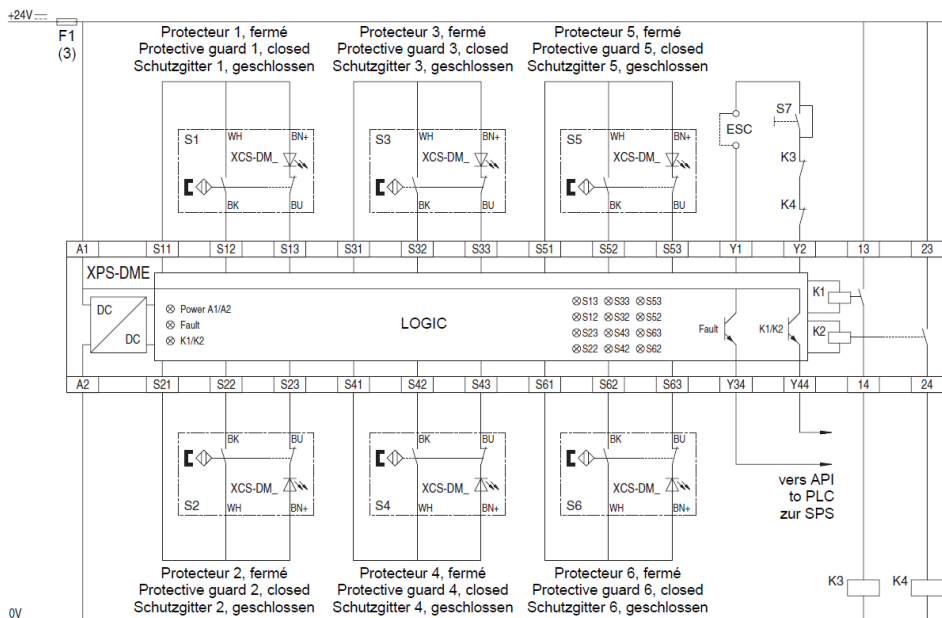 +24V
F1
(3)
Protecteur 1, fermé
Protective guard 1, closed
Schutzgitter 1, geschlossen
Protecteur 3, fermé
Protective guard 3, closed
Schutzgitter 3, geschlossen
Protecteur 5, fermé
Protective guard 5, closed
Schutzgitter 5, geschlossen
S1 WH BN+
XCS-DM_
BK BU
S3 WH BN+
XCS-DM_
BK BU
S5 WH BN+
XCS-DM_
BK BU
ESC
S7
K3
K4
A1 S11 S12 S13 S31 S32 S33 S51 S52 S53 Y1 Y2 13 23
XPS-DME
DC
DC
Power A1/A2
Fault
K1/K2
LOGIC
S13 S33 S53
S12 S32 S52
S23 S43 S63
S22 S42 S62
Fault
K1/K2
K1
K2
A2 S21 S22 S23 S41 S42 S43 S61 S62 S63 Y34 Y44 14 24
BK BU
XCS-DM_
S2 WH BN+
BK BU
XCS-DM_
S4 WH BN+
BK BU
XCS-DM_
S6 WH BN+
vers API
to PLC
zur SPS
Protecteur 2, fermé
Protective guard 2, closed
Schutzgitter 2, geschlossen
Protecteur 4, fermé
Protective guard 4, closed
Schutzgitter 4, geschlossen
Protecteur 6, fermé
Protective guard 6, closed
Schutzgitter 6, geschlossen
K3
K4
0V